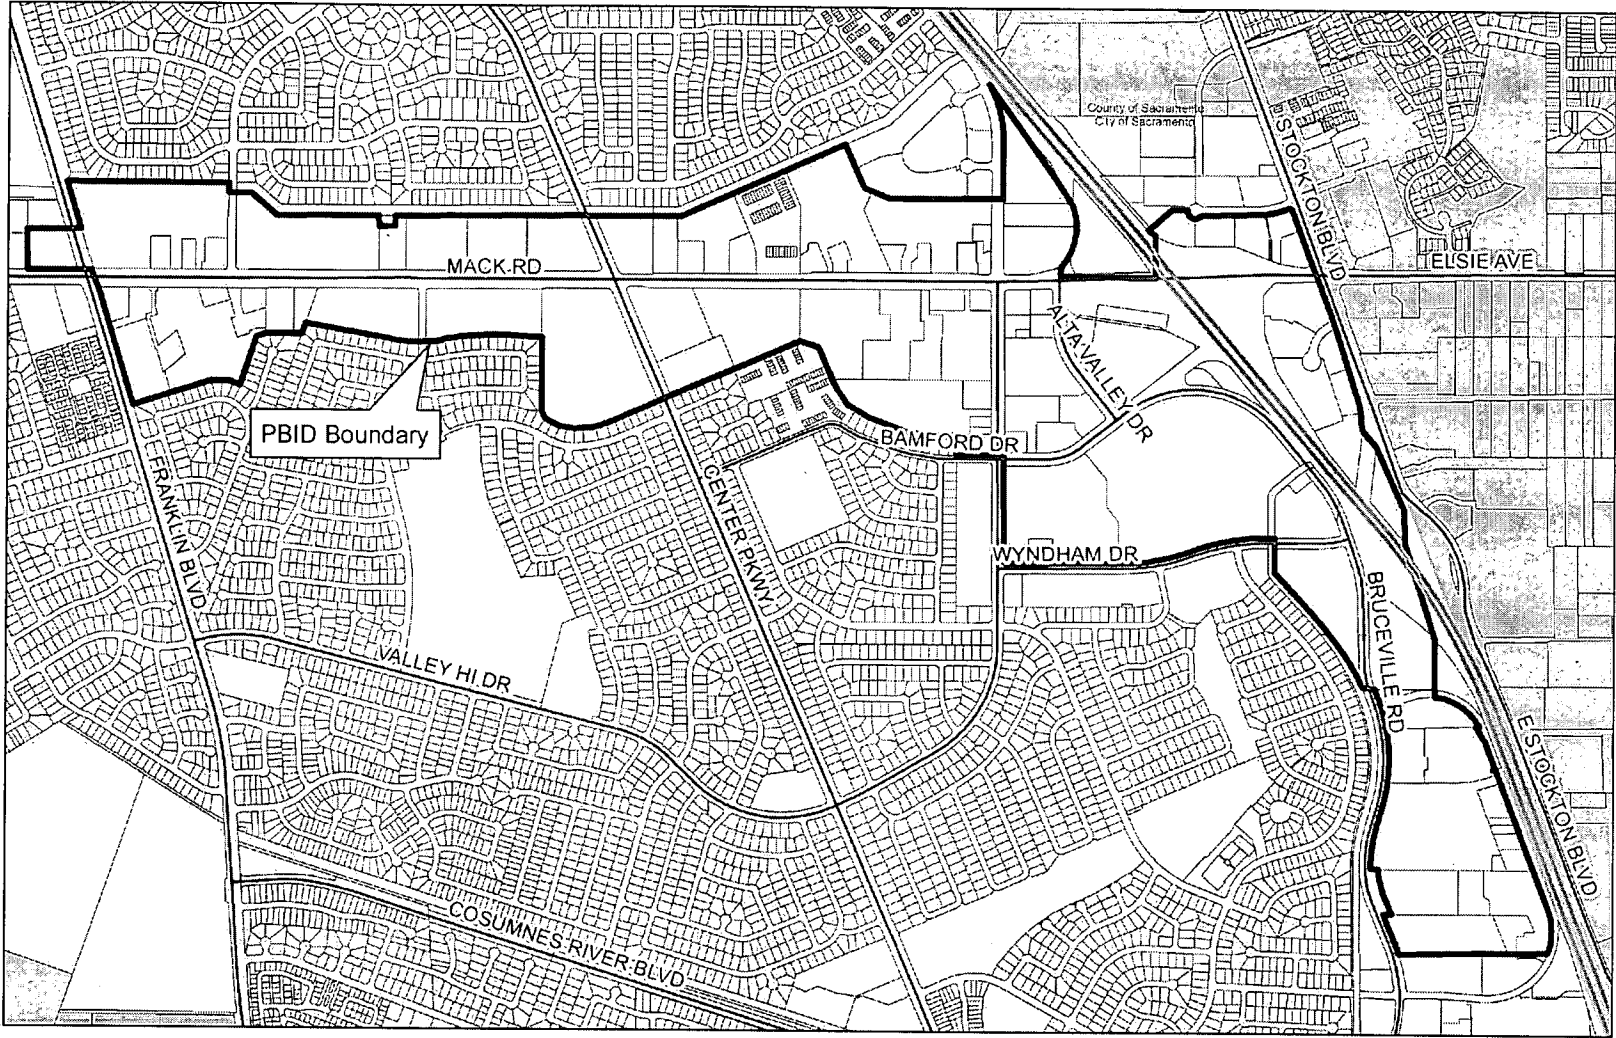 County of Sacramento
City of Sacramento
STOCKTON BLVD
MACK RD
ELSIE AVE
ALTA VALLEY DR
PBID Boundary
BAMFORD DR
FRANKLIN BLVD
CENTER PKWY
WYNDHAM DR
BRUCEVILLE RD
VALLEY HI DR
E STOCKTON BLVD
COSUMNES RIVER BLVD